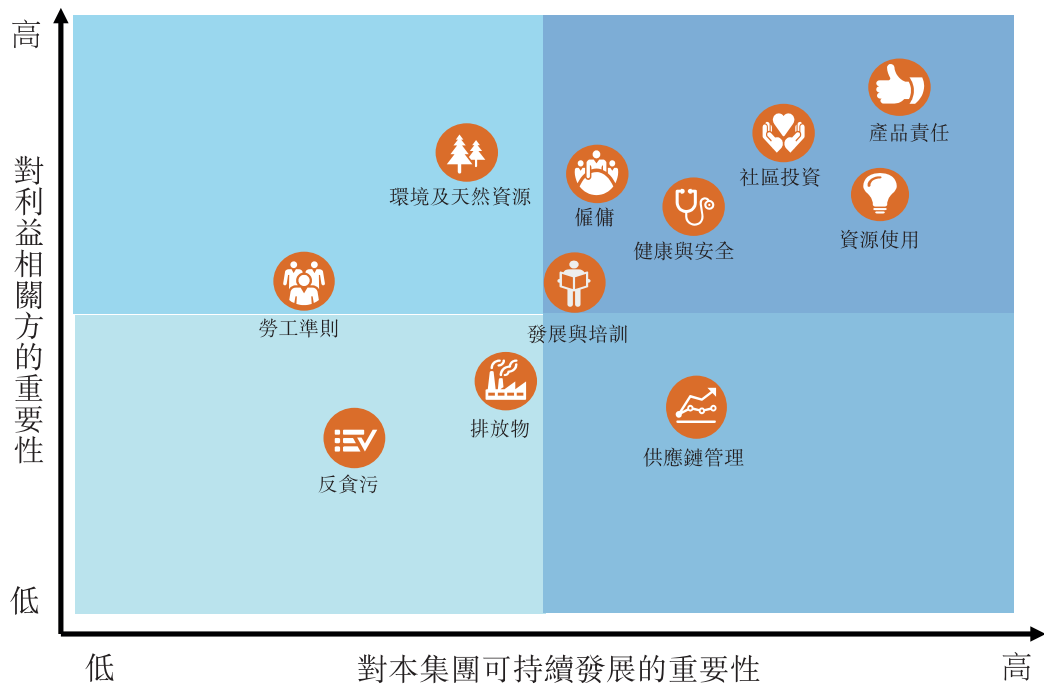 高
對利益相關方的重要性
低
產品責任
社區投資
環境及天然資源
僱傭
資源使用
健康與安全
勞工準則
發展與培訓
排放物
供應鏈管理
反貪污
低
對本集團可持續發展的重要性
高